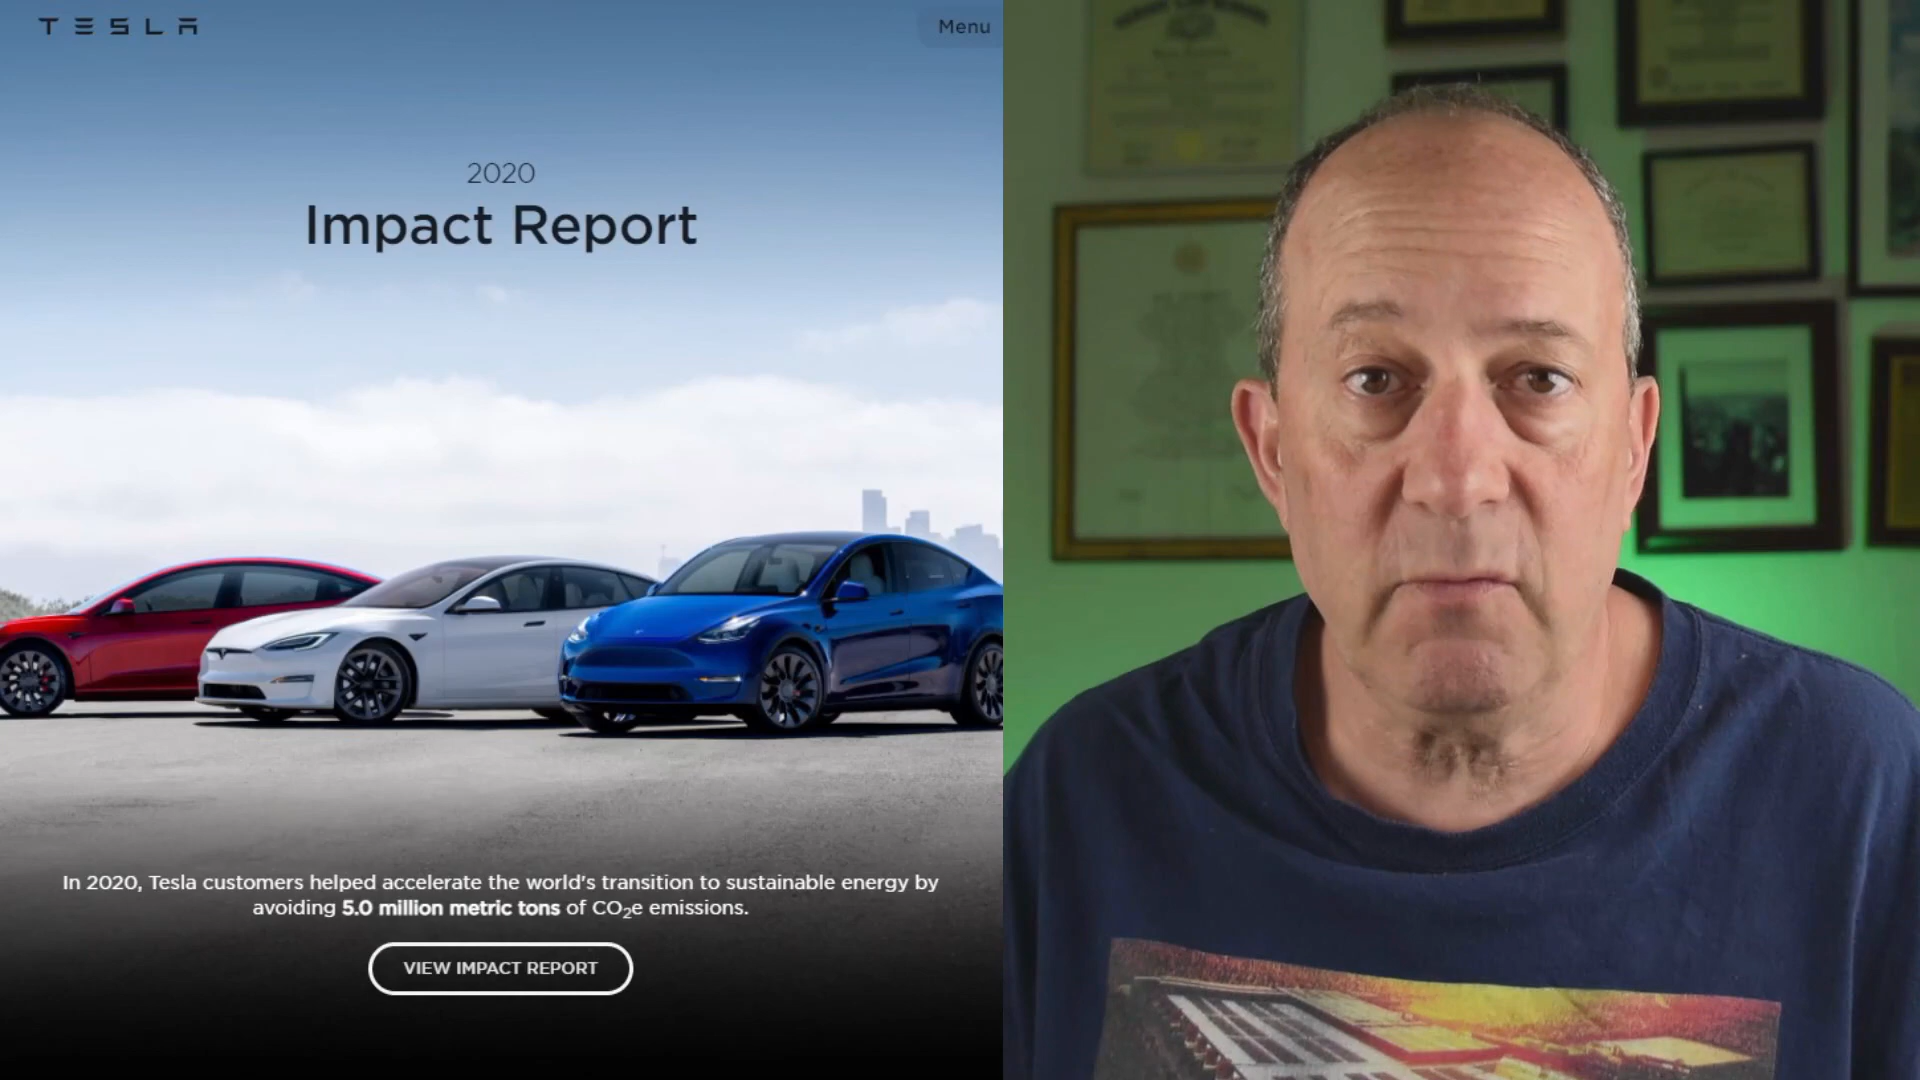 TESLA
Menu
2020
Impact Report
In 2020, Tesla customers helped accelerate the world's transition to sustainable energy by
avoiding 5.0 million metric tons of CO₂e emissions.
VIEW IMPACT REPORT